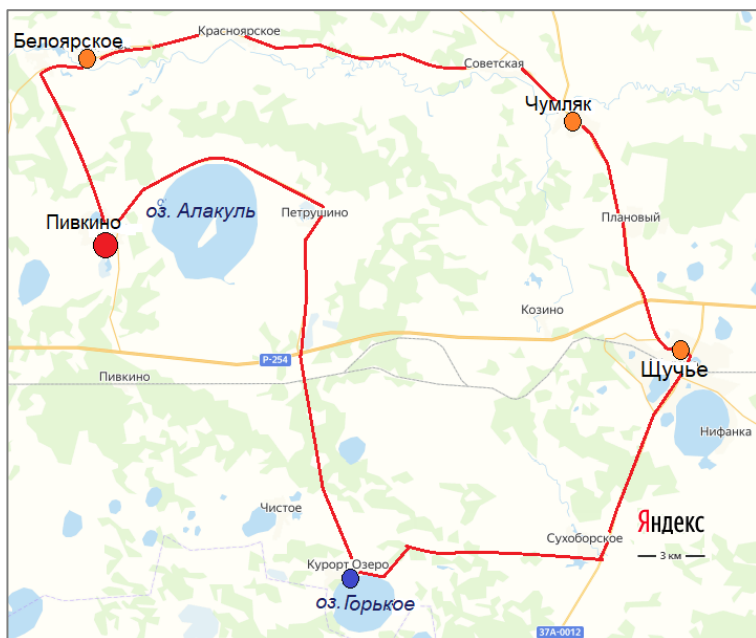 Белоярское
Красноярское
Советская
Чумляк
оз. Алакуль
Петрушино
Пивкино
Плановый
Козино
Р-254
Пивкино
Щучье
Нифанка
Чистое
Яндекс
3 км
Сухоборское
Курорт Озеро
оз. Горькое
37А-0012